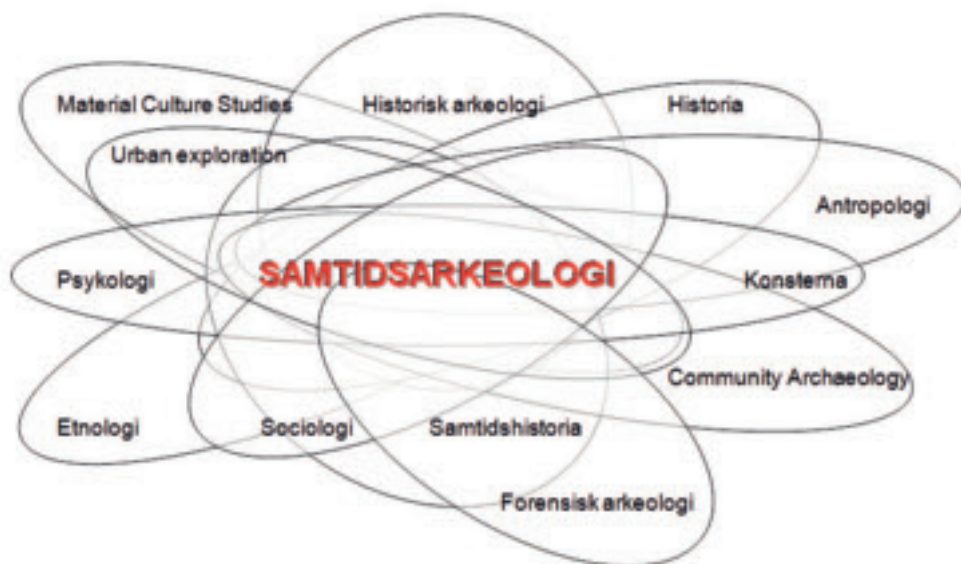 Material Culture Studies
Historisk arkeologi
Historia
Urban exploration
Antropologi
SAMTIDSARKEOLOGI
Psykologi
Konsterna
Community Archaeology
Etnologi
Sociologi
Samtidshistoria
Forensisk arkeologi